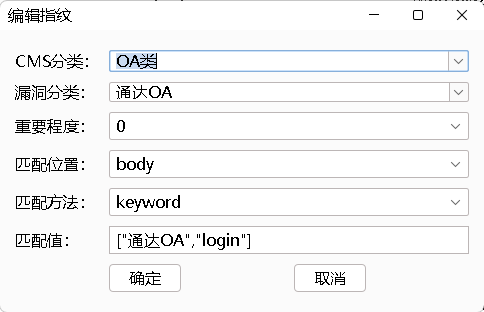 编辑指纹
CMS分类： OA类
漏洞分类： 通达OA
重要程度： 0
匹配位置： body
匹配方法： keyword
匹配值： ["通达OA","login"]
确定 取消